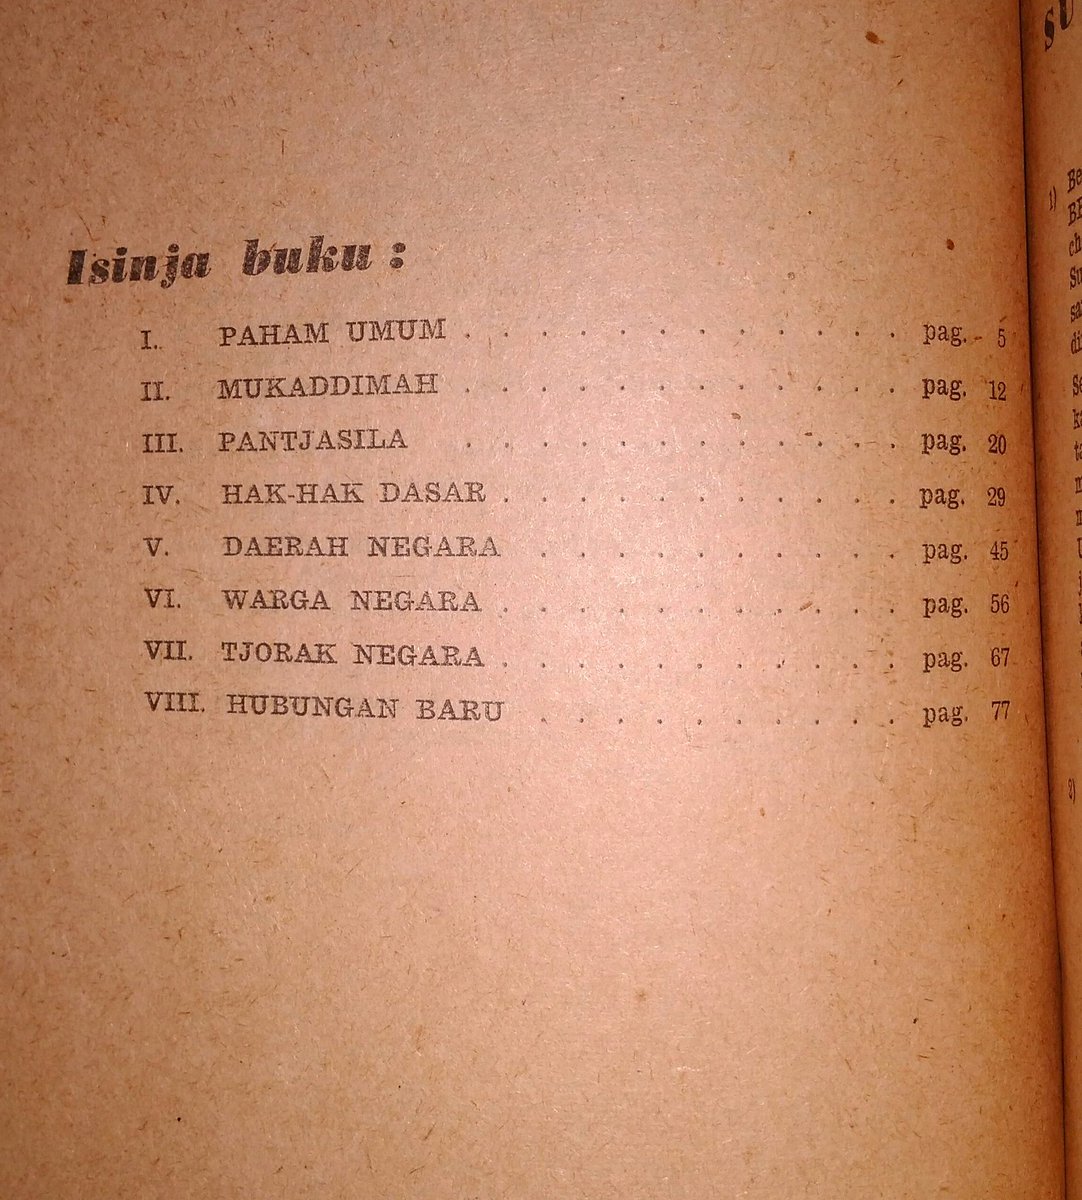 Isinja buku :
I. PAHAM UMUM . . . . . . . . . . . . pag. 5
II. MUKADDIMAH . . . . . . . . . . . . pag. 12
III. PANTJASILA . . . . . . . . . . . . pag. 20
IV. HAK-HAK DASAR . . . . . . . . . . . pag. 29
V. DAERAH NEGARA . . . . . . . . . . pag. 45
VI. WARGA NEGARA . . . . . . . . . . . pag. 56
VII. TJORAK NEGARA . . . . . . . . . . . pag. 67
VIII. HUBUNGAN BARU . . . . . . . . . . pag. 77